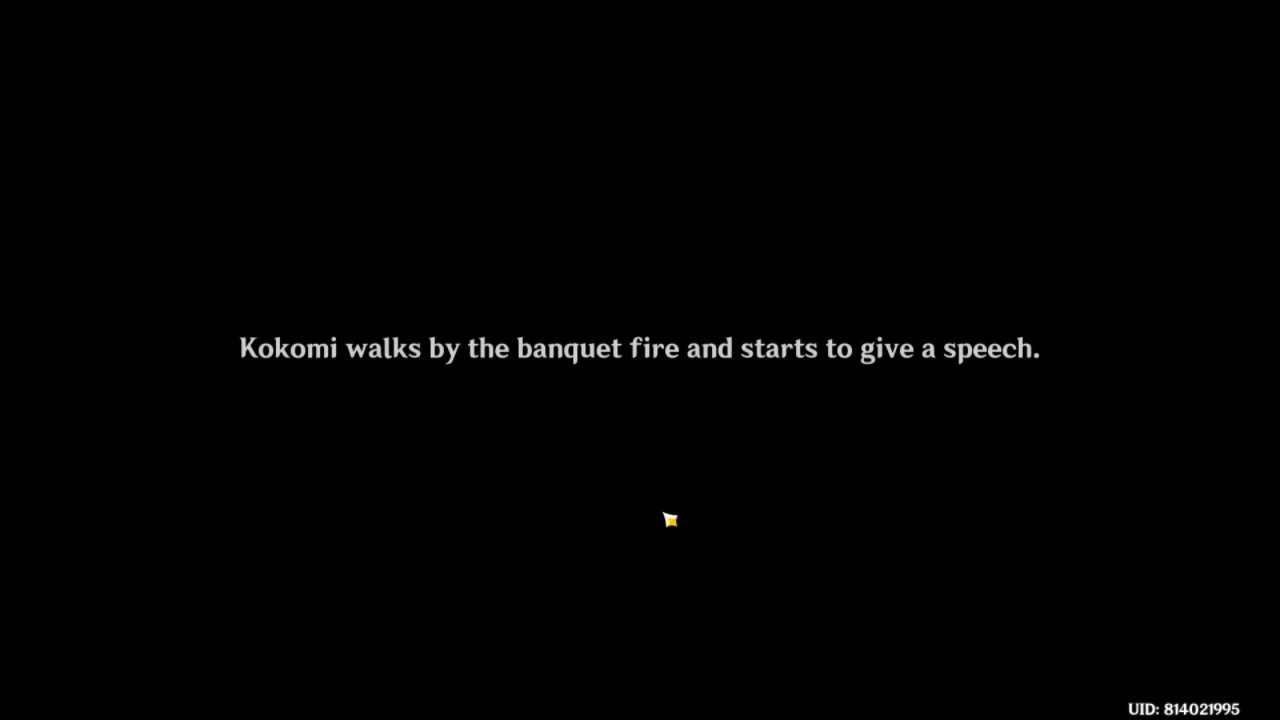 Kokomi walks by the banquet fire and starts to give a speech.
UID: 814021995